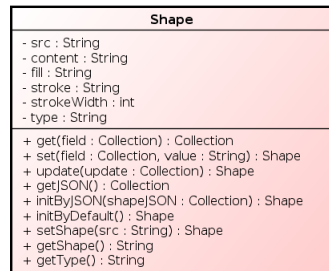 Shape
- src : String
- content : String
- fill : String
- stroke : String
- strokeWidth : int
- type : String
+ get(field : Collection) : Collection
+ set(field : Collection, value : String) : Shape
+ update(update : Collection) : Shape
+ getJSON() : Collection
+ initByJSON(shapeJSON : Collection) : Shape
+ initByDefault() : Shape
+ setShape(src : String) : Shape
+ getShape() : String
+ getType() : String